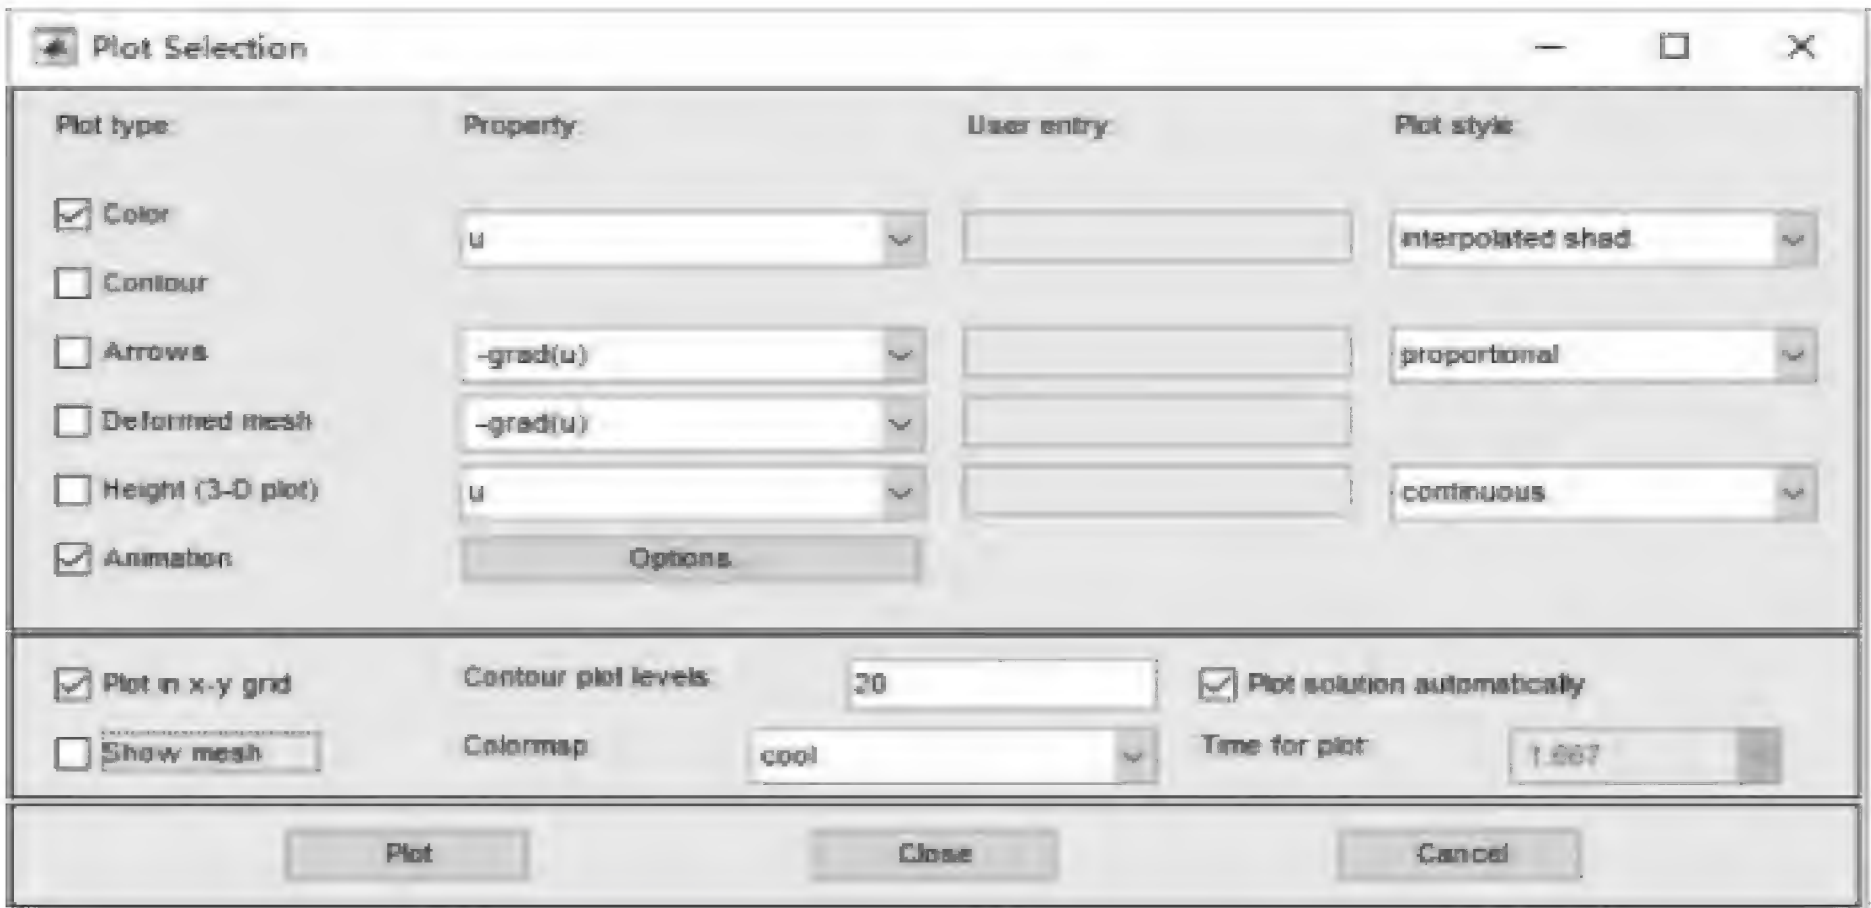 Plot Selection
Plot type: Property: User entry: Plot style:
Color u interpolated shad.
Contour
Arrows -grad(u) proportional
Deformed mesh -grad(u)
Height (3-D plot) u continuous
Animation Options...
Plot in x-y grid Contour plot levels: 20 Plot solution automatically
Show mesh Colormap: cool Time for plot:
Plot Close Cancel